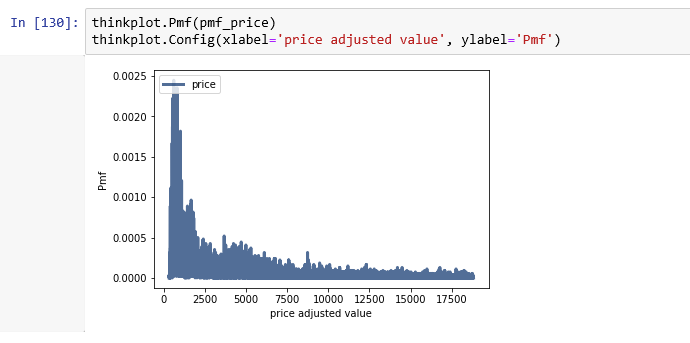 In [130]: thinkplot.Pmf(pmf_price)
thinkplot.Config(xlabel='price adjusted value', ylabel='Pmf')
price
0.0025
0.0020
0.0015
0.0010
0.0005
0.0000
Pmf
0 2500 5000 7500 10000 12500 15000 17500
price adjusted value